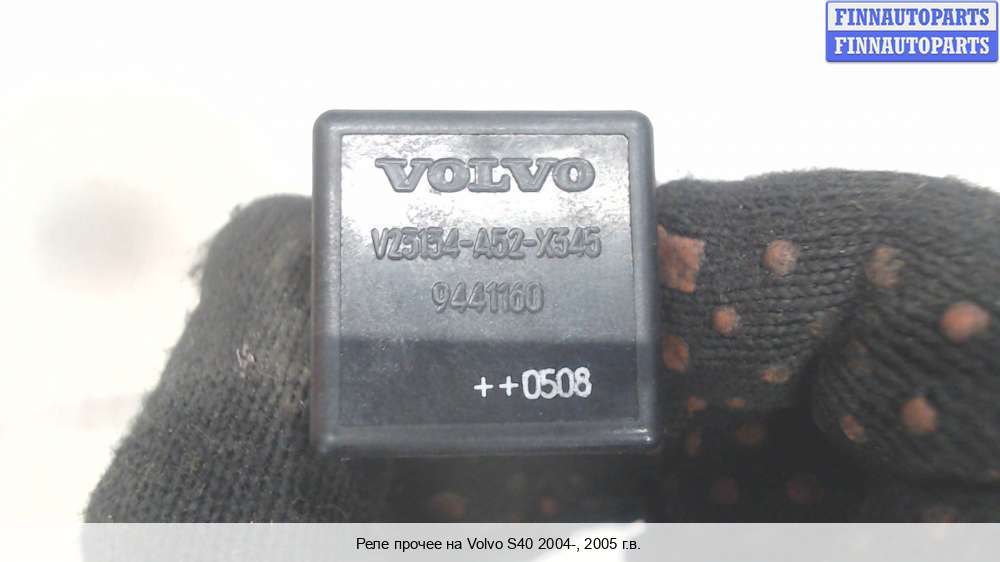 FINNAUTOPARTS
FINNAUTOPARTS
VOLVO
V23134-A52-X345
9441160
++0508
Реле прочее на Volvo S40 2004-, 2005 г.в.